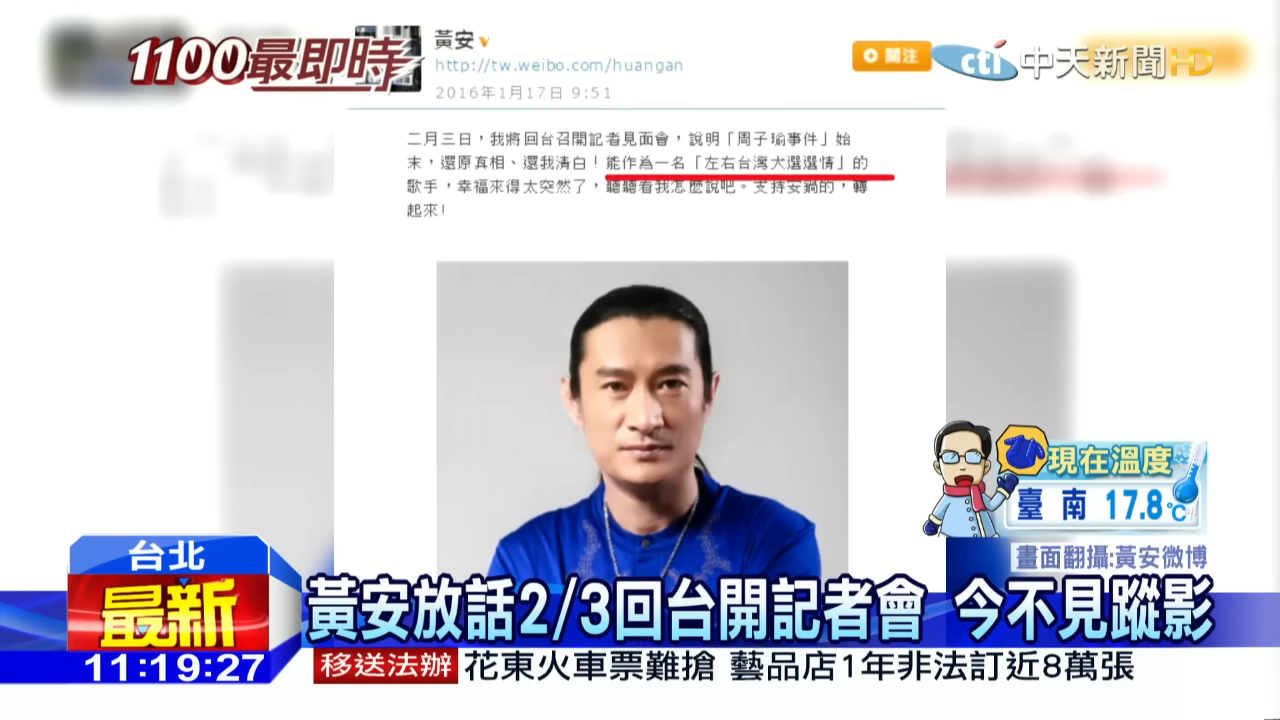 1100最即時
黃安
http://tw.weibo.com/huangan
2016年1月17日 9:51
關注
cti 中天新聞HD
二月三日，我將回台召開記者見面會，說明「周子瑜事件」始
末，還原真相、還我清白！能作為一名「左右台灣大選選情」的
歌手，幸福來得太突然了，聽聽看我怎麼說吧。支持安鍋的，轉
起來！
現在溫度
臺南 17.8℃
畫面翻攝:黃安微博
台北
最新
黃安放話2/3回台開記者會 今不見蹤影
11:19:27
移送法辦 花東火車票難搶 藝品店1年非法訂近8萬張